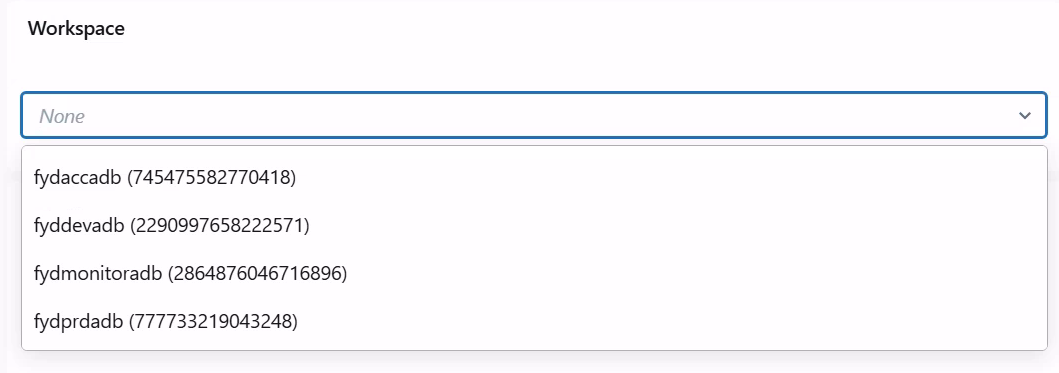 Workspace
None
fydaccadb (745475582770418)
fyddevadb (2290997658222571)
fydmonitoradb (2864876046716896)
fydprdadb (777733219043248)